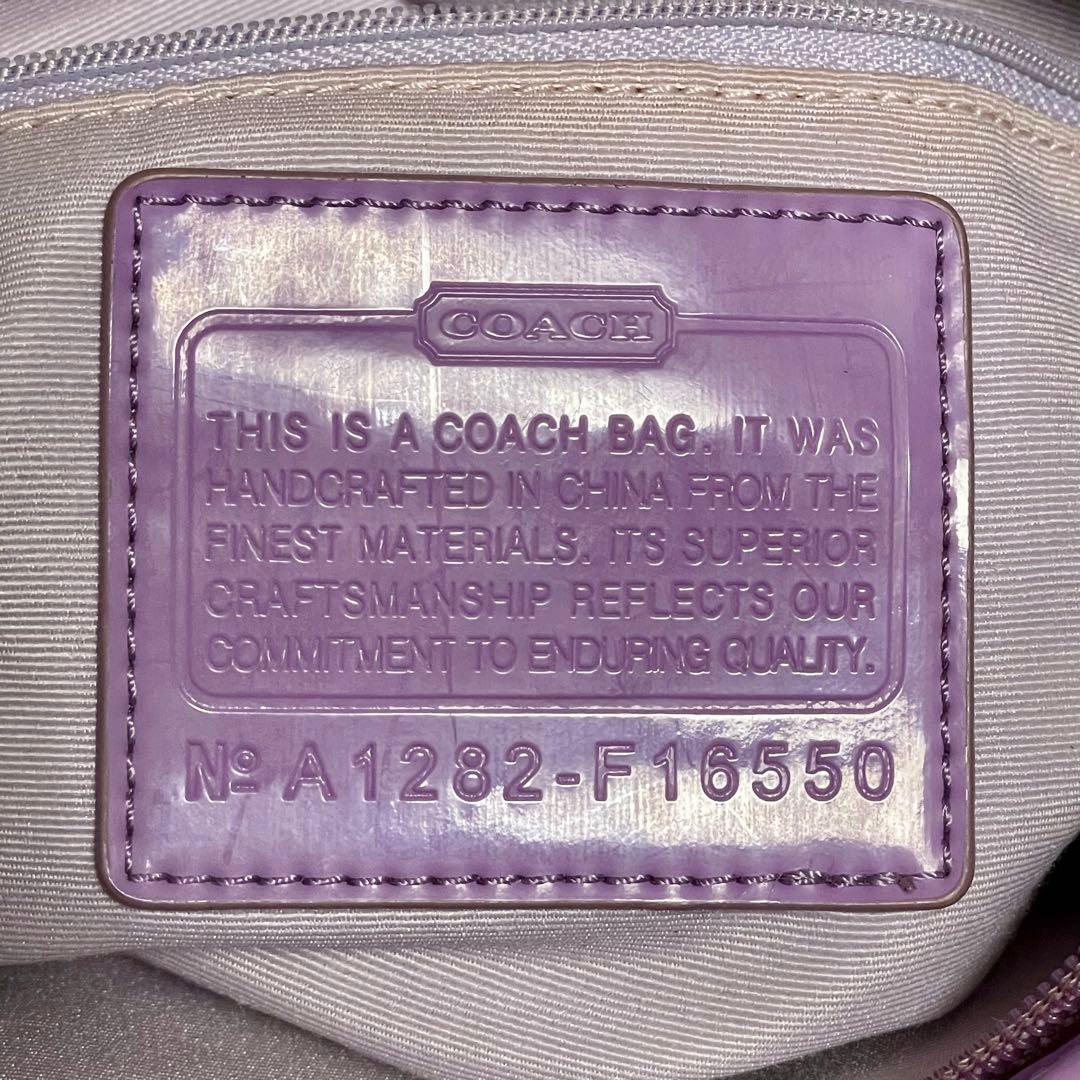 COACH
THIS IS A COACH BAG. IT WAS
HANDCRAFTED IN CHINA FROM THE
FINEST MATERIALS. ITS SUPERIOR
CRAFTSMANSHIP REFLECTS OUR
COMMITMENT TO ENDURING QUALITY.
Nº A1282-F16550